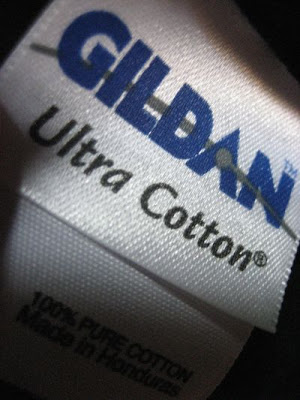 GILDAN
Ultra Cotton®
100% PURE COTTON
Made in Honduras